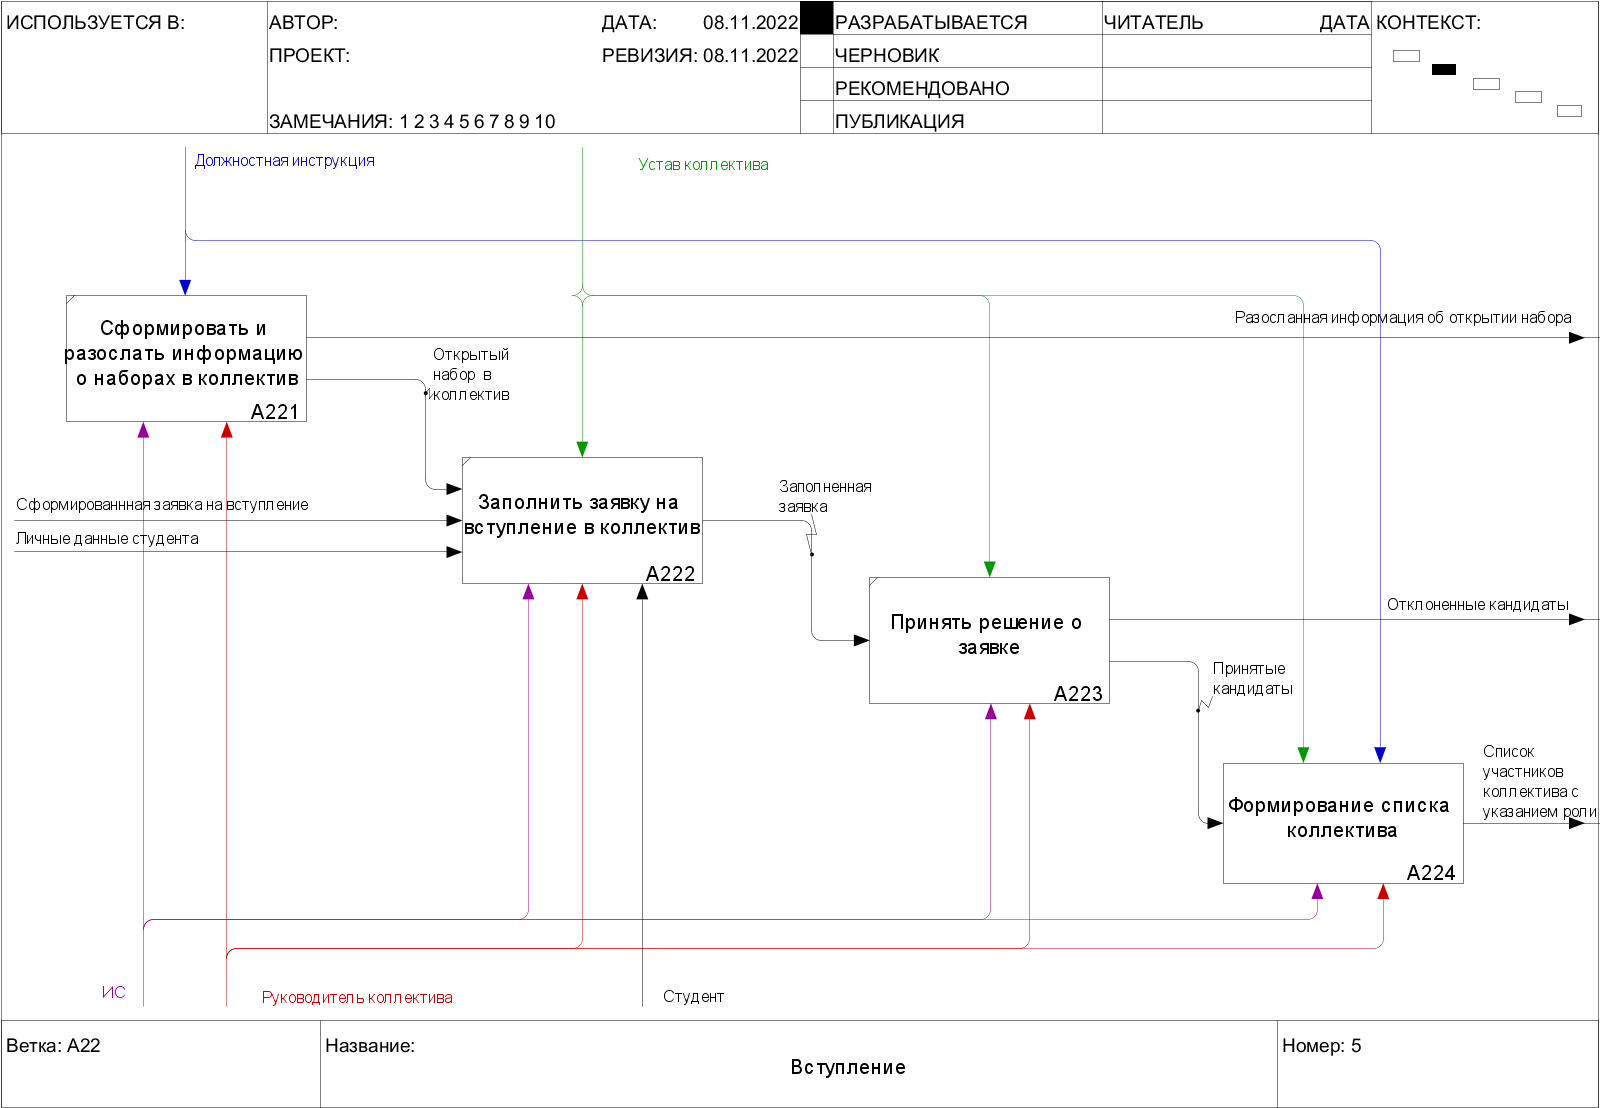 ИСПОЛЬЗУЕТСЯ В:
АВТОР:
ДАТА: 08.11.2022
РАЗРАБАТЫВАЕТСЯ
ЧИТАТЕЛЬ
ДАТА
КОНТЕКСТ:
ПРОЕКТ:
РЕВИЗИЯ: 08.11.2022
ЧЕРНОВИК
РЕКОМЕНДОВАНО
ЗАМЕЧАНИЯ: 1 2 3 4 5 6 7 8 9 10
ПУБЛИКАЦИЯ
Должностная инструкция
Устав коллектива
Сформировать и
разослать информацию
о наборах в коллектив
A221
Разосланная информация об открытии набора
Открытый
набор в
коллектив
Сформированнная заявка на вступление
Личные данные студента
Заполнить заявку на
вступление в коллектив
A222
Заполненная
заявка
Принять решение о
заявке
A223
Отклоненные кандидаты
Принятые
кандидаты
Формирование списка
коллектива
A224
Список
участников
коллектива с
указанием роли
ИС
Руководитель коллектива
Студент
Ветка: A22
Название:
Вступление
Номер: 5